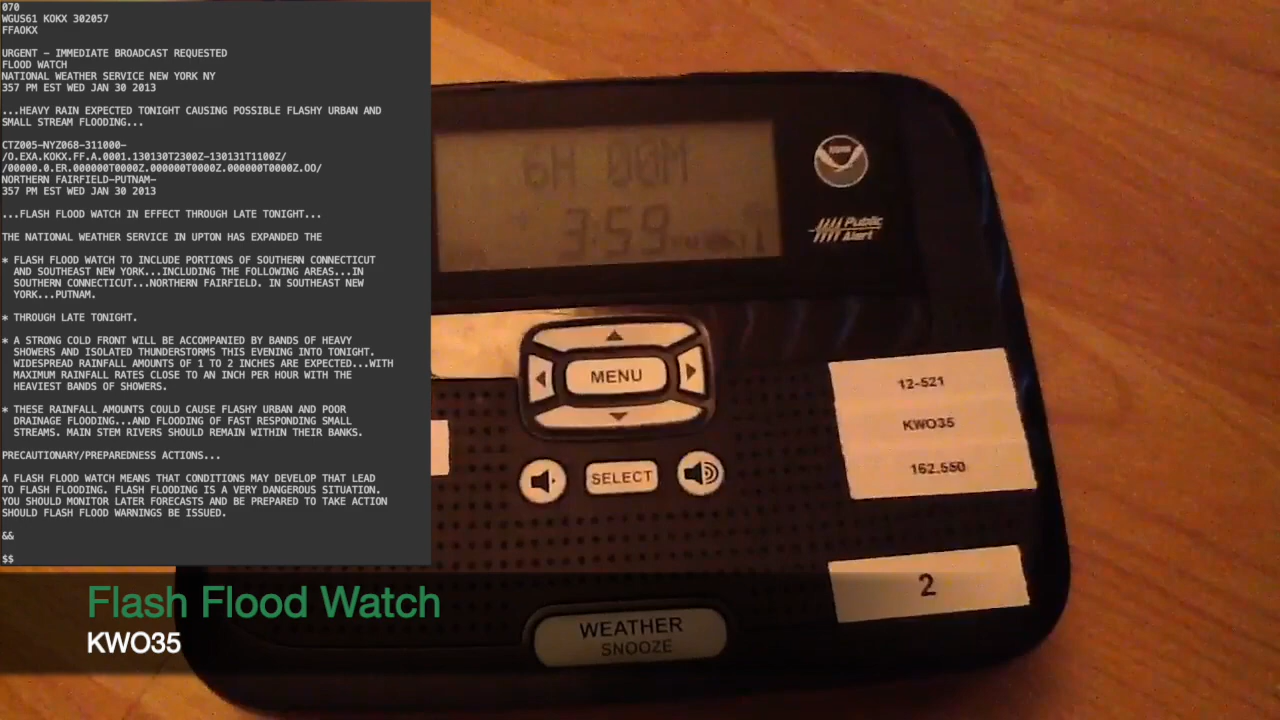 070
WGUS61 KOKX 302057
FFAOKX
URGENT - IMMEDIATE BROADCAST REQUESTED
FLOOD WATCH
NATIONAL WEATHER SERVICE NEW YORK NY
357 PM EST WED JAN 30 2013
...HEAVY RAIN EXPECTED TONIGHT CAUSING POSSIBLE FLASHY URBAN AND
SMALL STREAM FLOODING...
CTZ005-NYZ068-311000-
/O.EXA.KOKX.FF.A.0001.130130T2300Z-130131T1100Z/
/00000.0.ER.000000T0000Z.000000T0000Z.000000T0000Z.OO/
NORTHERN FAIRFIELD-PUTNAM-
357 PM EST WED JAN 30 2013
...FLASH FLOOD WATCH IN EFFECT THROUGH LATE TONIGHT...
THE NATIONAL WEATHER SERVICE IN UPTON HAS EXPANDED THE
* FLASH FLOOD WATCH TO INCLUDE PORTIONS OF SOUTHERN CONNECTICUT
AND SOUTHEAST NEW YORK...INCLUDING THE FOLLOWING AREAS...IN
SOUTHERN CONNECTICUT...NORTHERN FAIRFIELD. IN SOUTHEAST NEW
YORK...PUTNAM.
* THROUGH LATE TONIGHT.
* A STRONG COLD FRONT WILL BE ACCOMPANIED BY BANDS OF HEAVY
SHOWERS AND ISOLATED THUNDERSTORMS THIS EVENING INTO TONIGHT.
WIDESPREAD RAINFALL AMOUNTS OF 1 TO 2 INCHES ARE EXPECTED...WITH
MAXIMUM RAINFALL RATES CLOSE TO AN INCH PER HOUR WITH THE
HEAVIEST BANDS OF SHOWERS.
* THESE RAINFALL AMOUNTS COULD CAUSE FLASHY URBAN AND POOR
DRAINAGE FLOODING...AND FLOODING OF FAST RESPONDING SMALL
STREAMS. MAIN STEM RIVERS SHOULD REMAIN WITHIN THEIR BANKS.
PRECAUTIONARY/PREPAREDNESS ACTIONS...
A FLASH FLOOD WATCH MEANS THAT CONDITIONS MAY DEVELOP THAT LEAD
TO FLASH FLOODING. FLASH FLOODING IS A VERY DANGEROUS SITUATION.
YOU SHOULD MONITOR LATER FORECASTS AND BE PREPARED TO TAKE ACTION
SHOULD FLASH FLOOD WARNINGS BE ISSUED.
&&
$$
6H 00M
3:59
Public
Alert
MENU
SELECT
12-521
KWO35
162.550
2
WEATHER
SNOOZE
Flash Flood Watch
KWO35